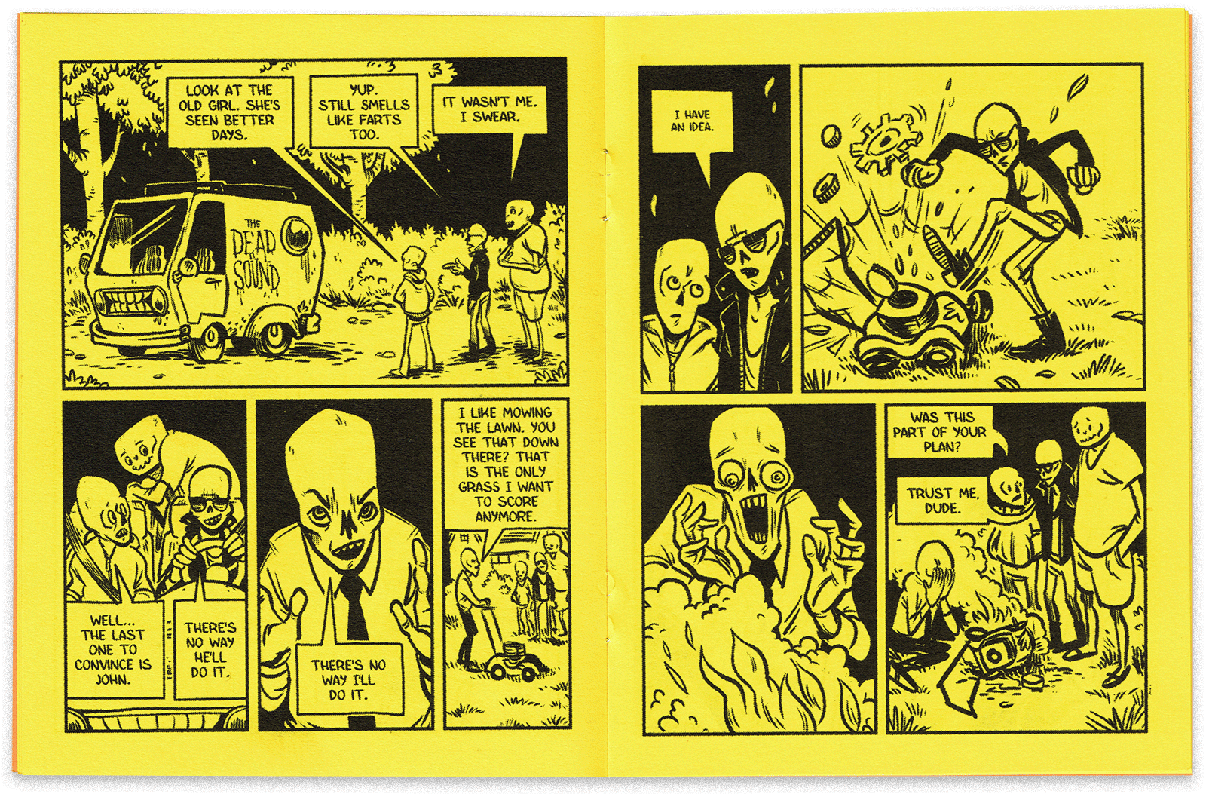 LOOK AT THE
OLD GIRL. SHE'S
SEEN BETTER
DAYS.
YUP.
STILL SMELLS
LIKE FARTS
TOO.
IT WASN'T ME.
I SWEAR.
THE
DEAD
SOUND
WELL...
THE LAST
ONE TO
CONVINCE IS
JOHN.
THERE'S
NO WAY
HE'LL
DO IT.
THERE'S NO
WAY I'LL
DO IT.
I LIKE MOWING
THE LAWN. YOU
SEE THAT DOWN
THERE? THAT
IS THE ONLY
GRASS I WANT
TO SCORE
ANYMORE.
I HAVE
AN IDEA.
WAS THIS
PART OF YOUR
PLAN?
TRUST ME,
DUDE.